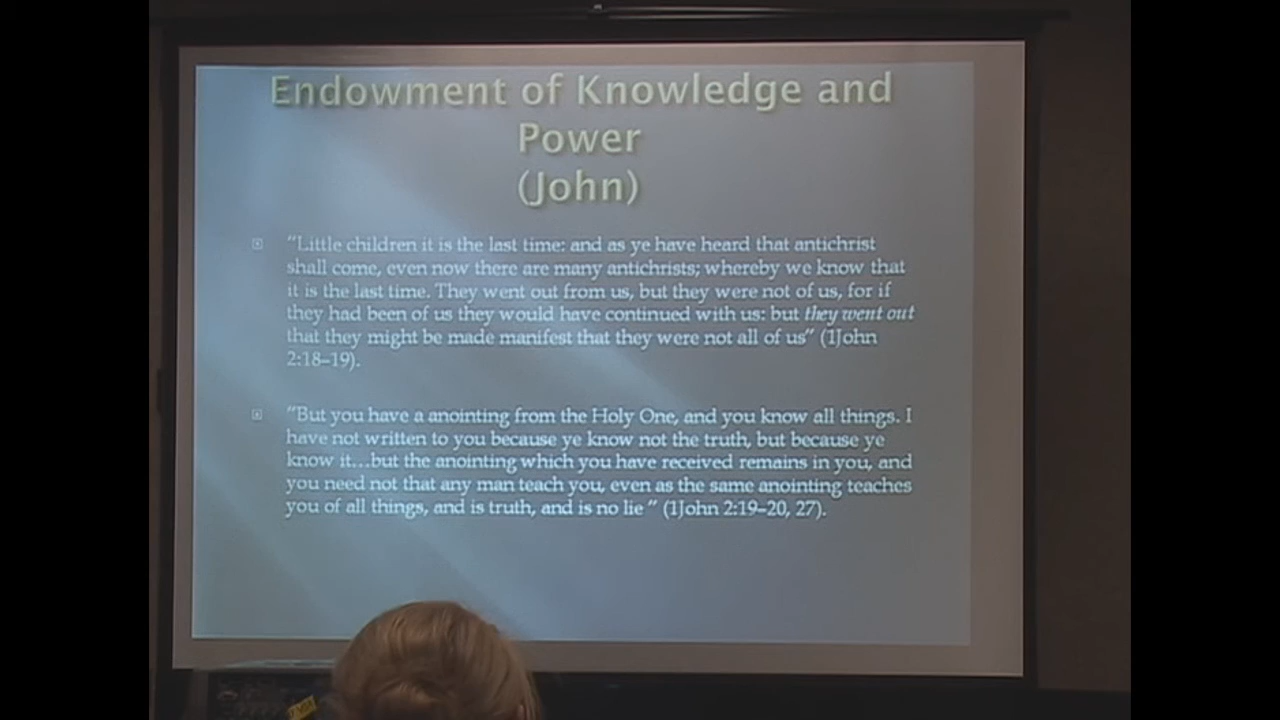 Endowment of Knowledge and
Power
(John)
"Little children it is the last time: and as ye have heard that antichrist
shall come, even now there are many antichrists; whereby we know that
it is the last time. They went out from us, but they were not of us, for if
they had been of us they would have continued with us: but they went out
that they might be made manifest that they were not all of us" (1John
2:18–19).
"But you have a anointing from the Holy One, and you know all things. I
have not written to you because ye know not the truth, but because ye
know it…but the anointing which you have received remains in you, and
you need not that any man teach you, even as the same anointing teaches
you of all things, and is truth, and is no lie " (1John 2:19–20, 27).